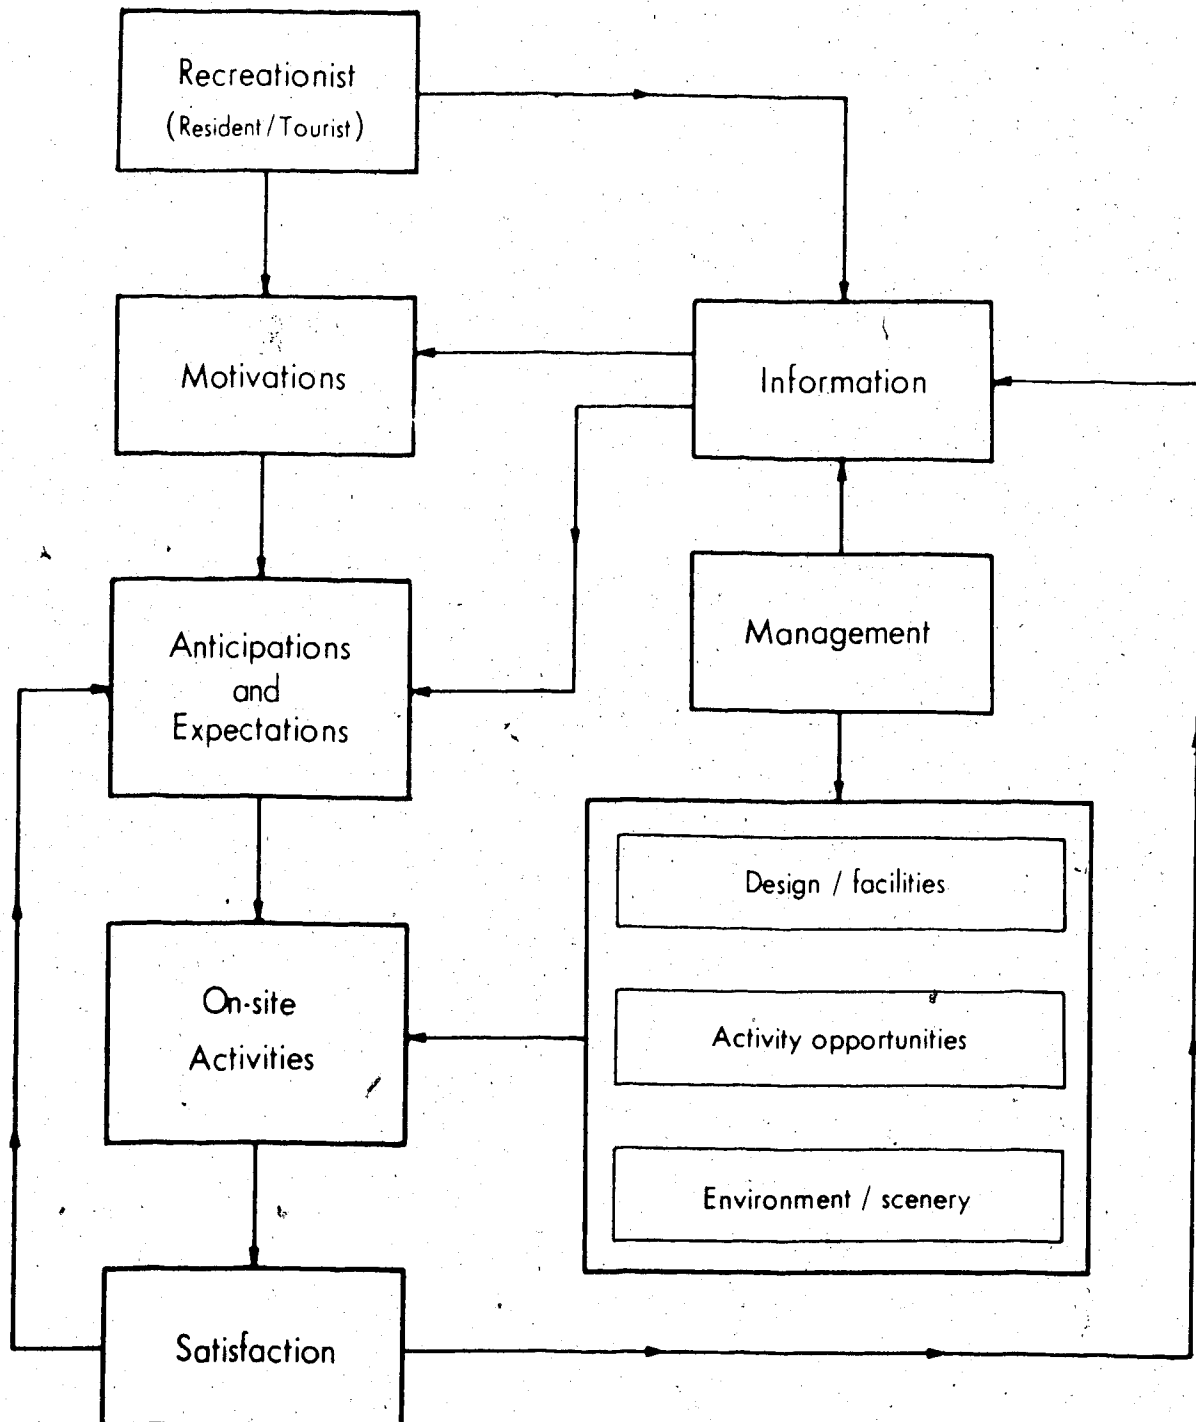 Recreationist
(Resident/Tourist)
Motivations
Information
Anticipations
and
Expectations
Management
Design / facilities
On-site
Activities
Activity opportunities
Environment / scenery
Satisfaction